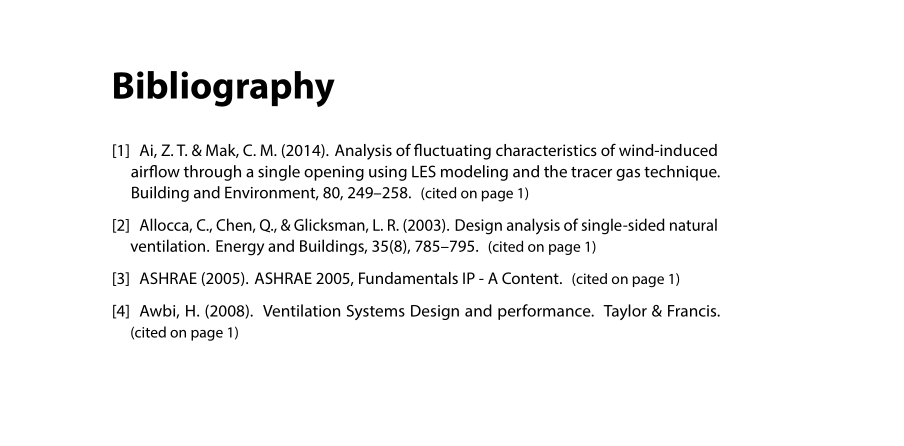 Bibliography
[1] Ai, Z. T. & Mak, C. M. (2014). Analysis of fluctuating characteristics of wind-induced
airflow through a single opening using LES modeling and the tracer gas technique.
Building and Environment, 80, 249–258. (cited on page 1)
[2] Allocca, C., Chen, Q., & Glicksman, L. R. (2003). Design analysis of single-sided natural
ventilation. Energy and Buildings, 35(8), 785–795. (cited on page 1)
[3] ASHRAE (2005). ASHRAE 2005, Fundamentals IP - A Content. (cited on page 1)
[4] Awbi, H. (2008). Ventilation Systems Design and performance. Taylor & Francis.
(cited on page 1)